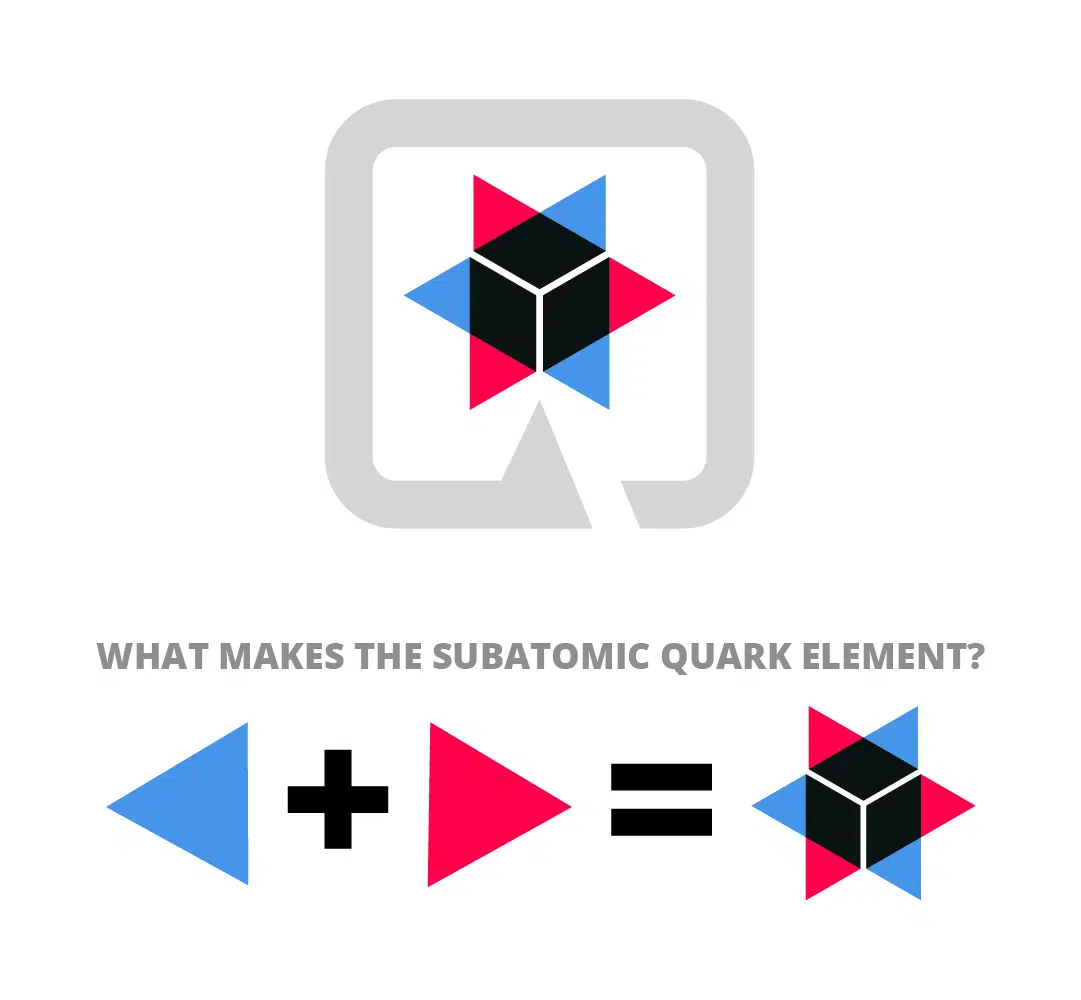 WHAT MAKES THE SUBATOMIC QUARK ELEMENT?
+ =